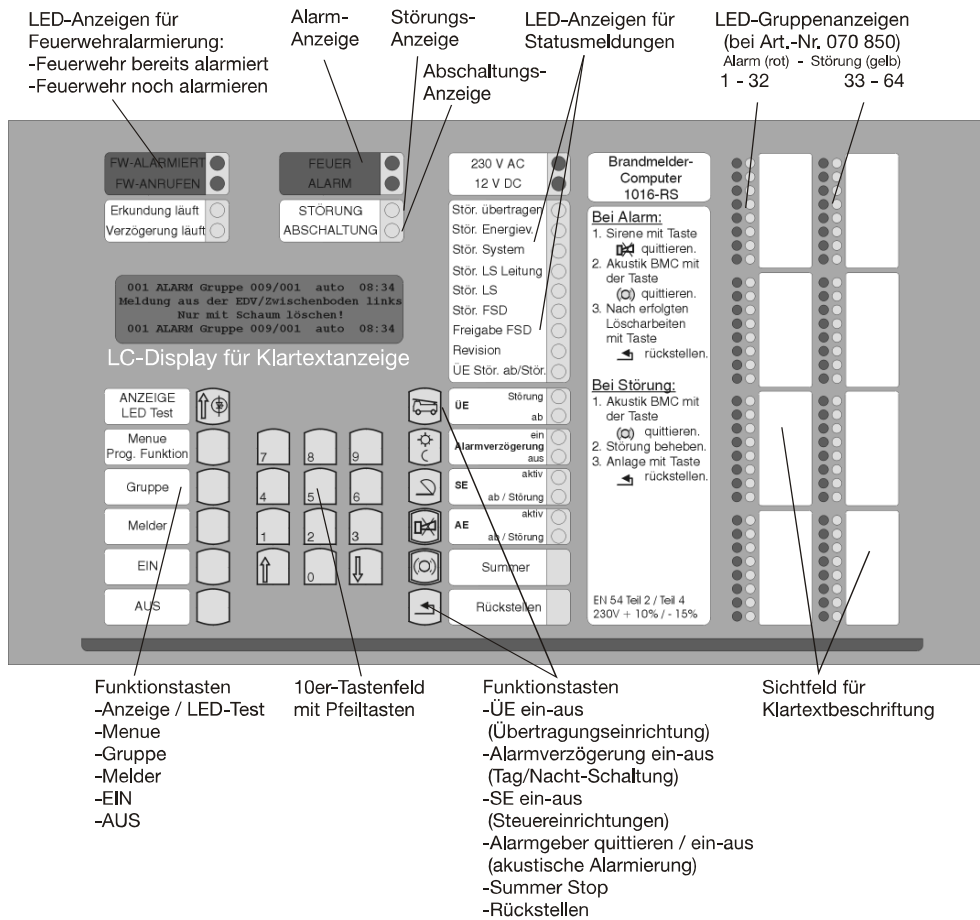 LED-Anzeigen für
Feuerwehralarmierung:
-Feuerwehr bereits alarmiert
-Feuerwehr noch alarmieren
Alarm-
Anzeige
Störungs-
Anzeige
Abschaltungs-
Anzeige
LED-Anzeigen für
Statusmeldungen
LED-Gruppenanzeigen
(bei Art.-Nr. 070 850)
Alarm (rot) - Störung (gelb)
1 - 32 33 - 64
FW-ALARMIERT
FW-ANRUFEN
Erkundung läuft
Verzögerung läuft
FEUER
ALARM
STÖRUNG
ABSCHALTUNG
001 ALARM Gruppe 009/001 auto 08:34
Meldung aus der EDV/Zwischenboden links
Nur mit Schaum löschen!
001 ALARM Gruppe 009/001 auto 08:34
LC-Display für Klartextanzeige
230 V AC
12 V DC
Stör. übertragen
Stör. Energiev.
Stör. System
Stör. LS Leitung
Stör. LS
Stör. FSD
Freigabe FSD
Revision
ÜE Stör. ab/Stör.
Brandmelder-
Computer
1016-RS
Bei Alarm:
1. Sirene mit Taste
quittieren.
2. Akustik BMC mit
der Taste
quittieren.
3. Nach erfolgten
Löscharbeiten
mit Taste
rückstellen.
Bei Störung:
1. Akustik BMC mit
der Taste
quittieren.
2. Störung beheben.
3. Anlage mit Taste
rückstellen.
EN 54 Teil 2 / Teil 4
230V + 10% / - 15%
ANZEIGE
LED Test
Menue
Prog. Funktion
Gruppe
Melder
EIN
AUS
7 8 9
4 5 6
1 2 3
0
ÜE Störung
ab
ein
Alarmverzögerung
aus
SE aktiv
ab / Störung
AE aktiv
ab / Störung
Summer
Rückstellen
Funktionstasten
-Anzeige / LED-Test
-Menue
-Gruppe
-Melder
-EIN
-AUS
10er-Tastenfeld
mit Pfeiltasten
Funktionstasten
-ÜE ein-aus
(Übertragungseinrichtung)
-Alarmverzögerung ein-aus
(Tag/Nacht-Schaltung)
-SE ein-aus
(Steuereinrichtungen)
-Alarmgeber quittieren / ein-aus
(akustische Alarmierung)
-Summer Stop
-Rückstellen
Sichtfeld für
Klartextbeschriftung